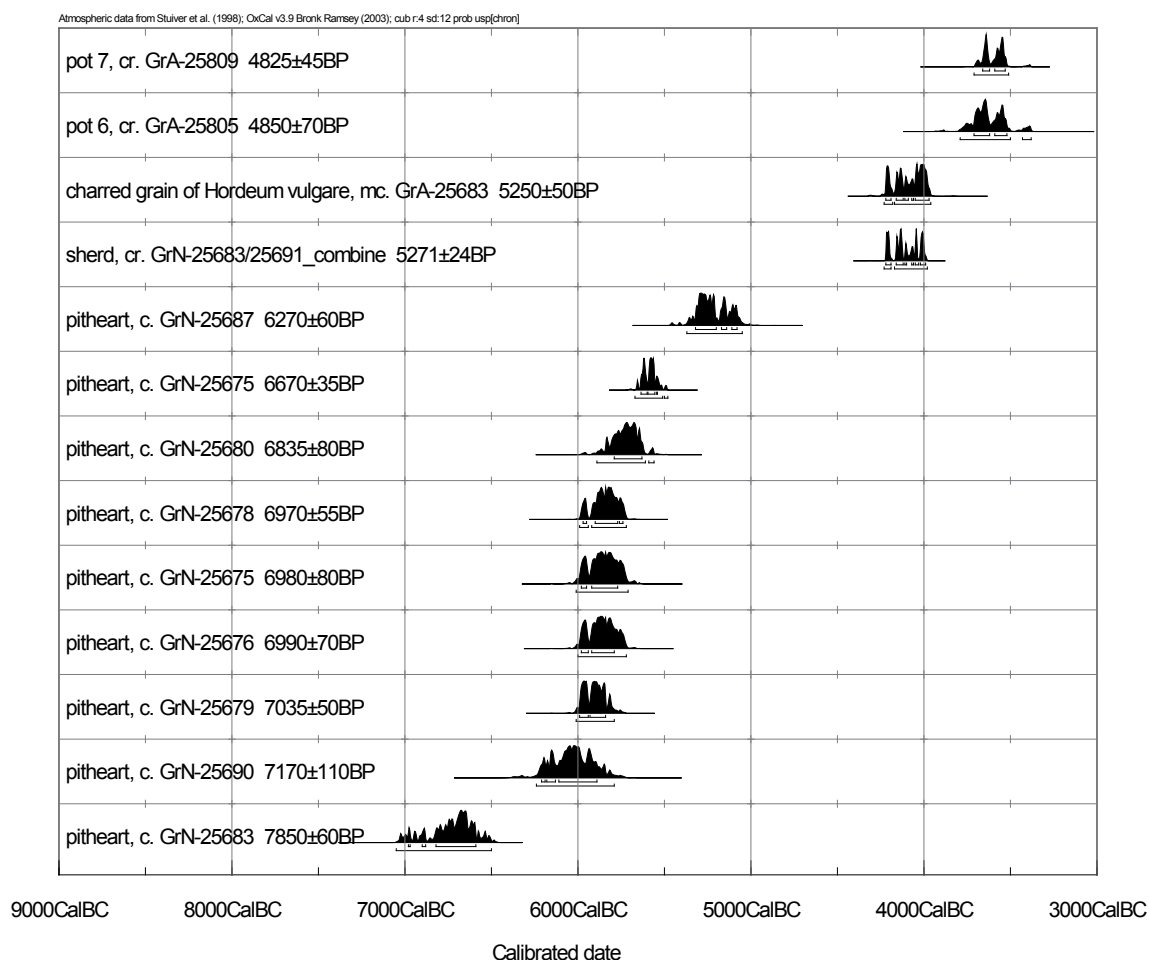 Atmospheric data from Stuiver et al. (1998); OxCal v3.9 Bronk Ramsey (2003); cub r:4 sd:12 prob usp[chron]
pot 7, cr. GrA-25809 4825±45BP
pot 6, cr. GrA-25805 4850±70BP
charred grain of Hordeum vulgare, mc. GrA-25683 5250±50BP
sherd, cr. GrN-25683/25691_combine 5271±24BP
pitheart, c. GrN-25687 6270±60BP
pitheart, c. GrN-25675 6670±35BP
pitheart, c. GrN-25680 6835±80BP
pitheart, c. GrN-25678 6970±55BP
pitheart, c. GrN-25675 6980±80BP
pitheart, c. GrN-25676 6990±70BP
pitheart, c. GrN-25679 7035±50BP
pitheart, c. GrN-25690 7170±110BP
pitheart, c. GrN-25683 7850±60BP
9000CalBC 8000CalBC 7000CalBC 6000CalBC 5000CalBC 4000CalBC 3000CalBC
Calibrated date